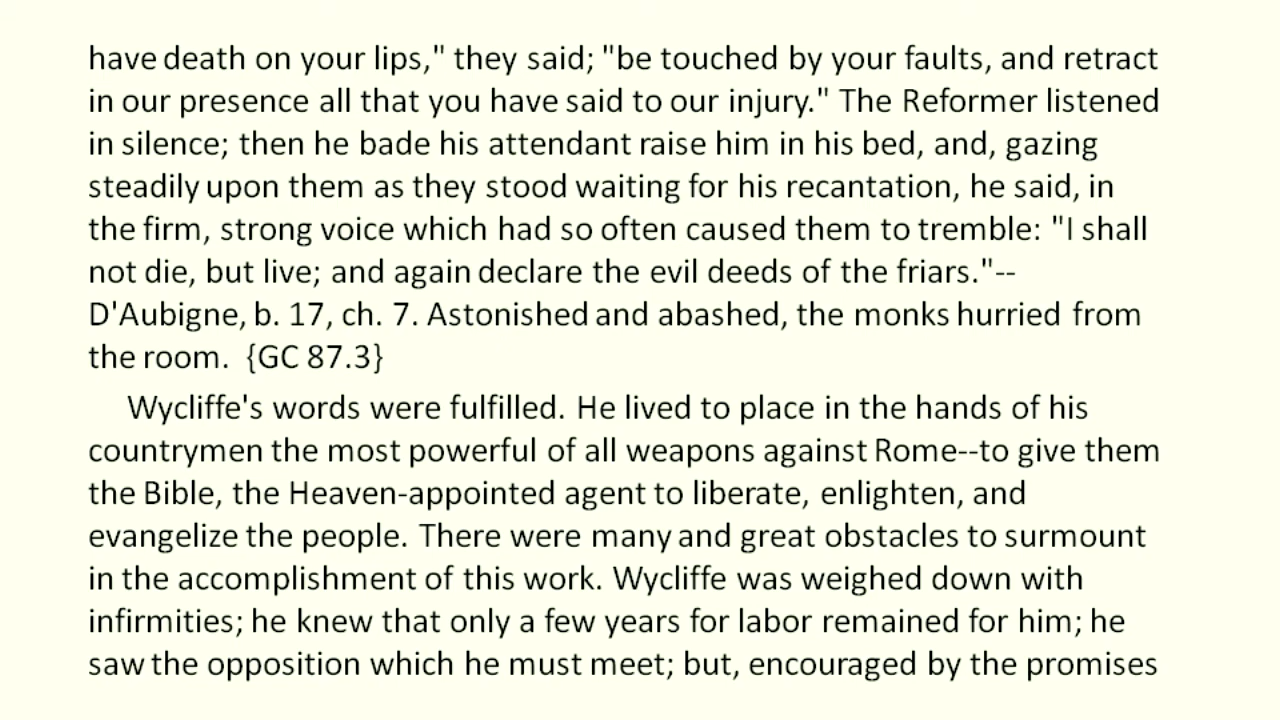 have death on your lips," they said; "be touched by your faults, and retract
in our presence all that you have said to our injury." The Reformer listened
in silence; then he bade his attendant raise him in his bed, and, gazing
steadily upon them as they stood waiting for his recantation, he said, in
the firm, strong voice which had so often caused them to tremble: "I shall
not die, but live; and again declare the evil deeds of the friars."--
D'Aubigne, b. 17, ch. 7. Astonished and abashed, the monks hurried from
the room. {GC 87.3}
Wycliffe's words were fulfilled. He lived to place in the hands of his
countrymen the most powerful of all weapons against Rome--to give them
the Bible, the Heaven-appointed agent to liberate, enlighten, and
evangelize the people. There were many and great obstacles to surmount
in the accomplishment of this work. Wycliffe was weighed down with
infirmities; he knew that only a few years for labor remained for him; he
saw the opposition which he must meet; but, encouraged by the promises